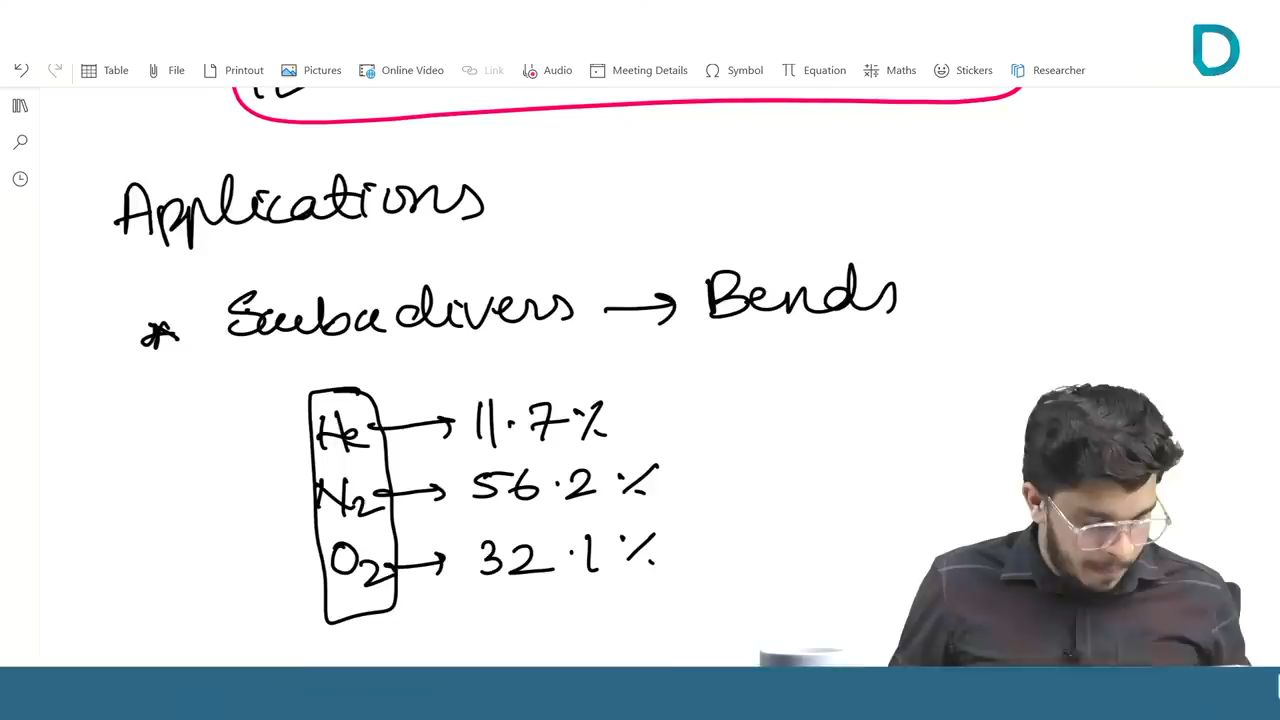 D
Table File Printout Pictures Online Video Link Audio Meeting Details Symbol Equation Maths Stickers Researcher
Applications
* Scuba divers → Bends
He → 11.7%
N2 → 56.2%
O2 → 32.1%